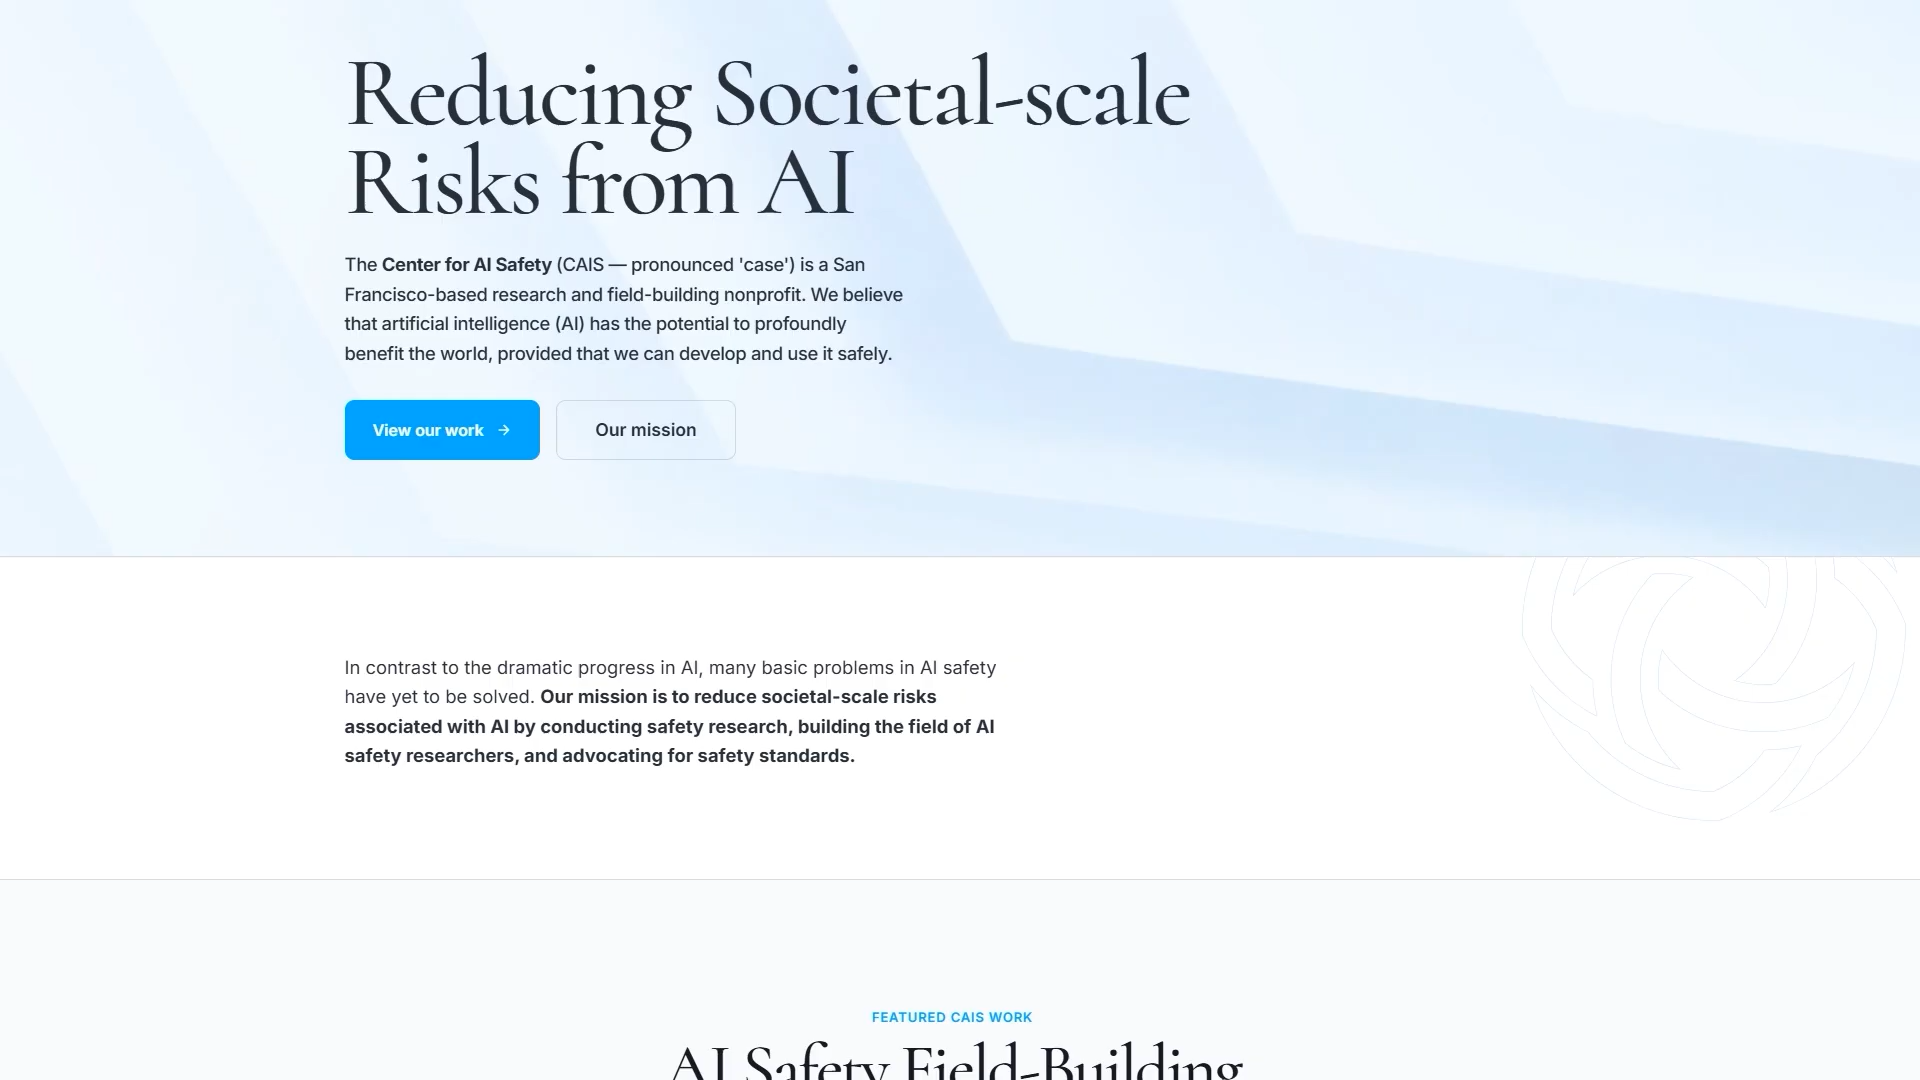 Reducing Societal-scale
Risks from AI
The Center for AI Safety (CAIS — pronounced 'case') is a San
Francisco-based research and field-building nonprofit. We believe
that artificial intelligence (AI) has the potential to profoundly
benefit the world, provided that we can develop and use it safely.
View our work → Our mission
In contrast to the dramatic progress in AI, many basic problems in AI safety
have yet to be solved. Our mission is to reduce societal-scale risks
associated with AI by conducting safety research, building the field of AI
safety researchers, and advocating for safety standards.
FEATURED CAIS WORK
AI Safety Field-Building